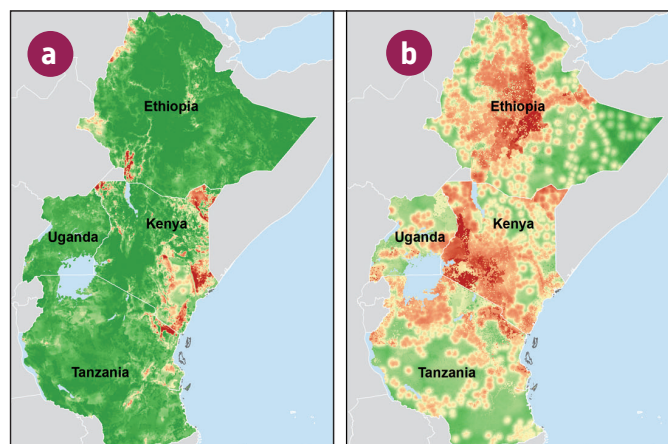 a
Ethiopia
Kenya
Uganda
Tanzania
b
Ethiopia
Kenya
Uganda
Tanzania